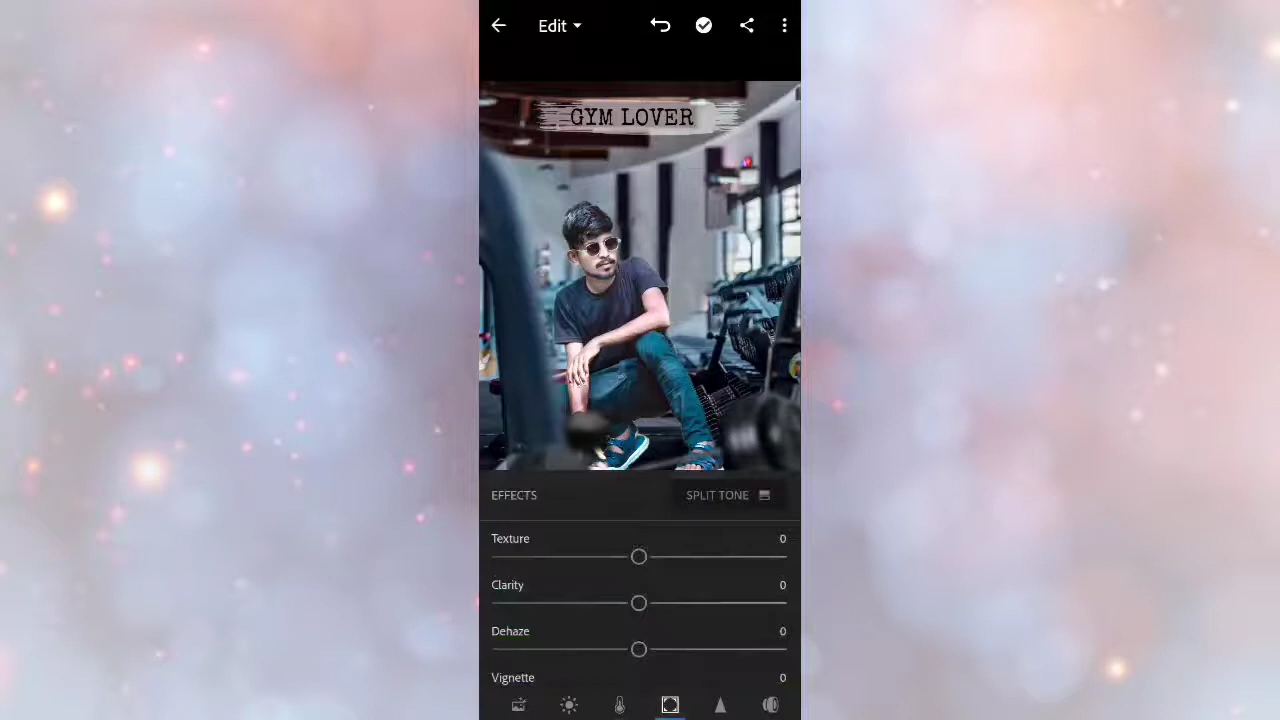 Edit
GYM LOVER
EFFECTS
SPLIT TONE
Texture 0
Clarity 0
Dehaze 0
Vignette 0